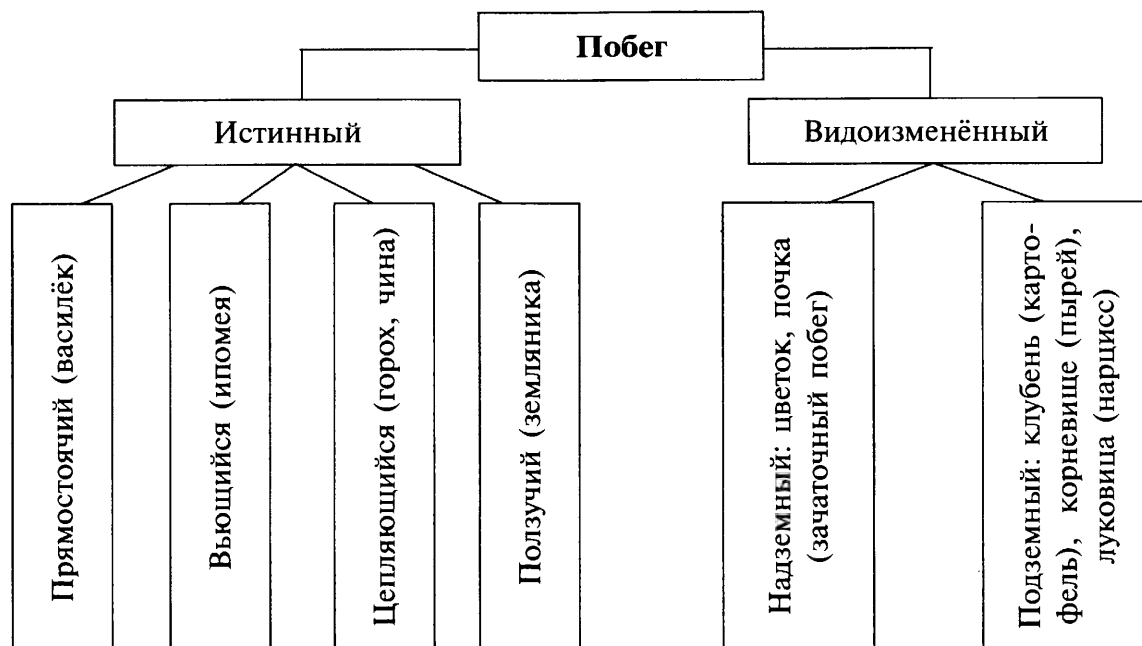 Побег
Истинный
Видоизменённый
Прямостоячий (василёк)
Вьющийся (ипомея)
Цепляющийся (горох, чина)
Ползучий (земляника)
Надземный: цветок, почка
(зачаточный побег)
Подземный: клубень (карто-
фель), корневище (пырей),
луковица (нарцисс)